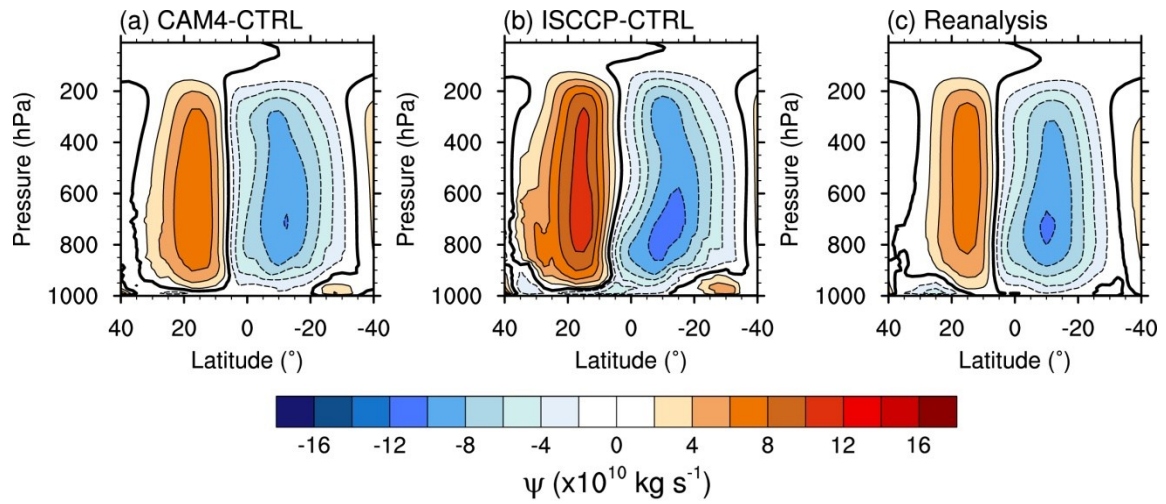 (a) CAM4-CTRL (b) ISCCP-CTRL (c) Reanalysis
Pressure (hPa) Pressure (hPa) Pressure (hPa)
200 200 200
400 400 400
600 600 600
800 800 800
1000 1000 1000
40 20 0 -20 -40 40 20 0 -20 -40 40 20 0 -20 -40
Latitude (°) Latitude (°) Latitude (°)
-16 -12 -8 -4 0 4 8 12 16
ψ (x10¹⁰ kg s⁻¹)